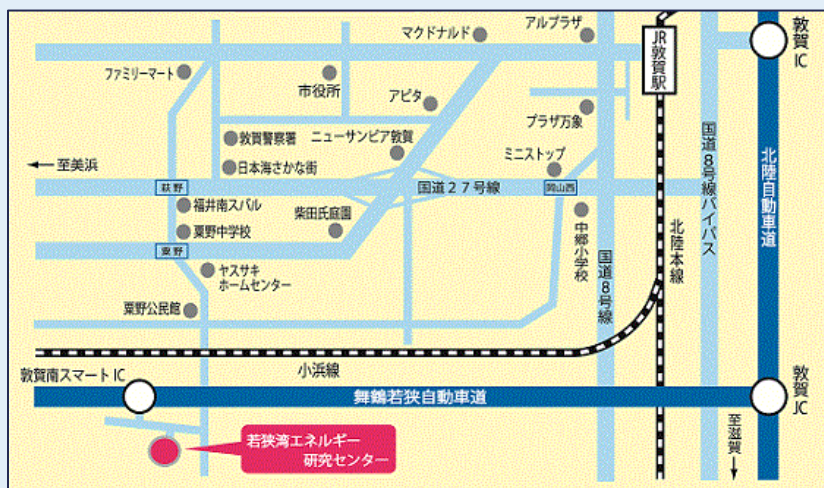 アルプラザ
マクドナルド
JR敦賀駅
敦賀IC
ファミリーマート
市役所
アピタ
プラザ万象
敦賀警察署
ニューサンピア敦賀
日本海さかな街
ミニストップ
至美浜
萩野
国道27号線
岡山西
国道8号線バイパス
北陸自動車道
福井南スバル
柴田氏庭園
粟野中学校
中郷小学校
北陸本線
粟野
ヤスサキ
ホームセンター
国道8号線
粟野公民館
小浜線
敦賀南スマートIC
舞鶴若狭自動車道
敦賀JC
至滋賀
若狭湾エネルギー
研究センター